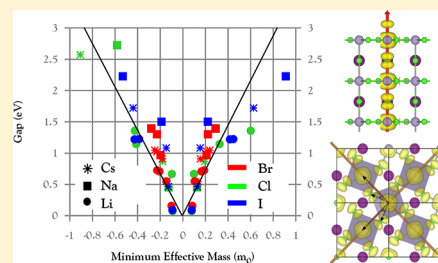 3
2.5
2
1.5
1
0.5
0
Gap (eV)
3
2.5
2
1.5
1
0.5
0
Cs
Na
Li
Br
Cl
I
-1 -0.8 -0.6 -0.4 -0.2 0 0.2 0.4 0.6 0.8 1
Minimum Effective Mass (m0)